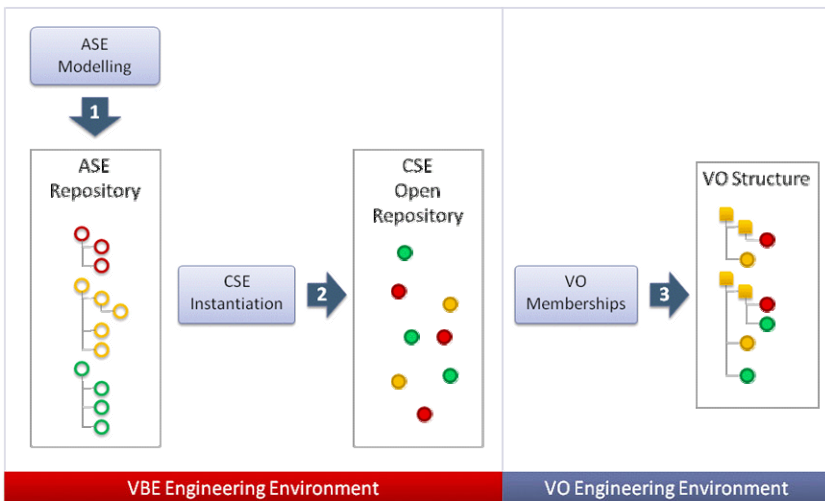 ASE
Modelling
1
ASE
Repository
CSE
Instantiation
2
CSE
Open
Repository
VO
Memberships
3
VO Structure
VBE Engineering Environment
VO Engineering Environment